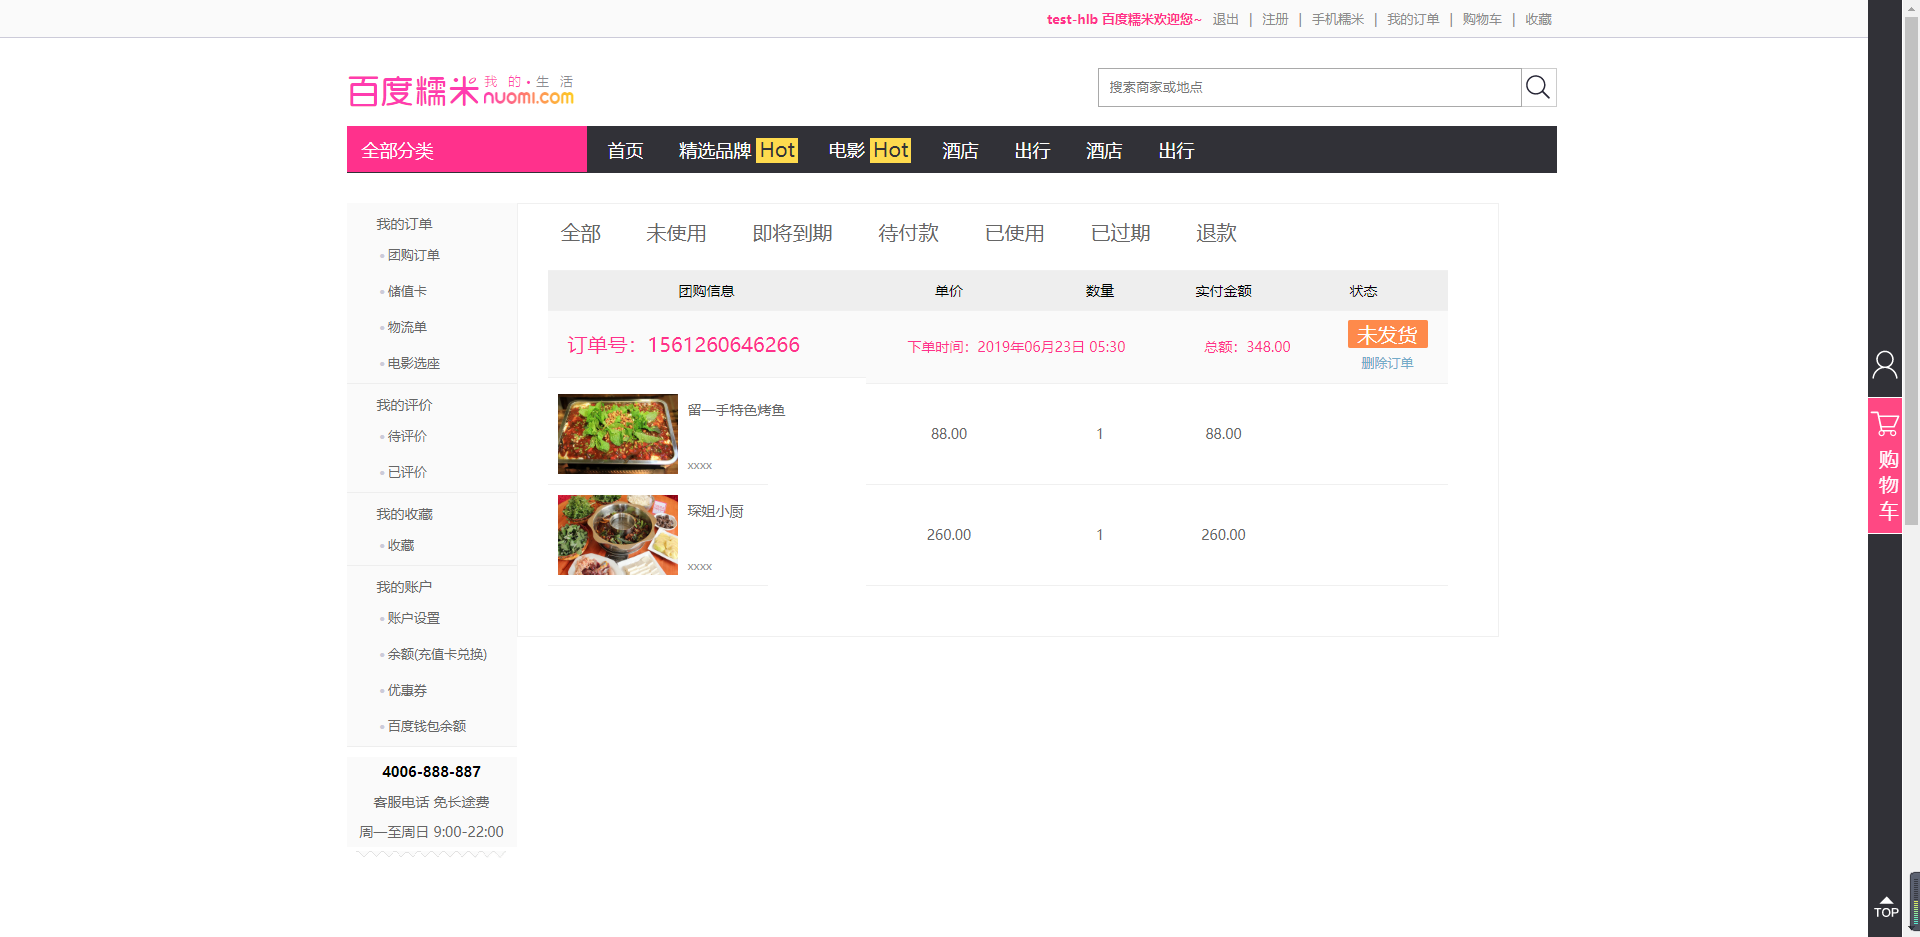 test-hlb 百度糯米欢迎您~ 退出 | 注册 | 手机糯米 | 我的订单 | 购物车 | 收藏
百度糯米 我的·生活
nuomi.com
搜索商家或地点
全部分类 首页 精选品牌 Hot 电影 Hot 酒店 出行 酒店 出行
我的订单
团购订单
储值卡
物流单
电影选座
我的评价
待评价
已评价
我的收藏
收藏
我的账户
账户设置
余额(充值卡兑换)
优惠券
百度钱包余额
4006-888-887
客服电话 免长途费
周一至周日 9:00-22:00
全部 未使用 即将到期 待付款 已使用 已过期 退款
团购信息 单价 数量 实付金额 状态
订单号：1561260646266 下单时间：2019年06月23日 05:30 总额：348.00 未发货
删除订单
留一手特色烤鱼
xxxx
88.00 1 88.00
琛姐小厨
xxxx
260.00 1 260.00
购物车
TOP